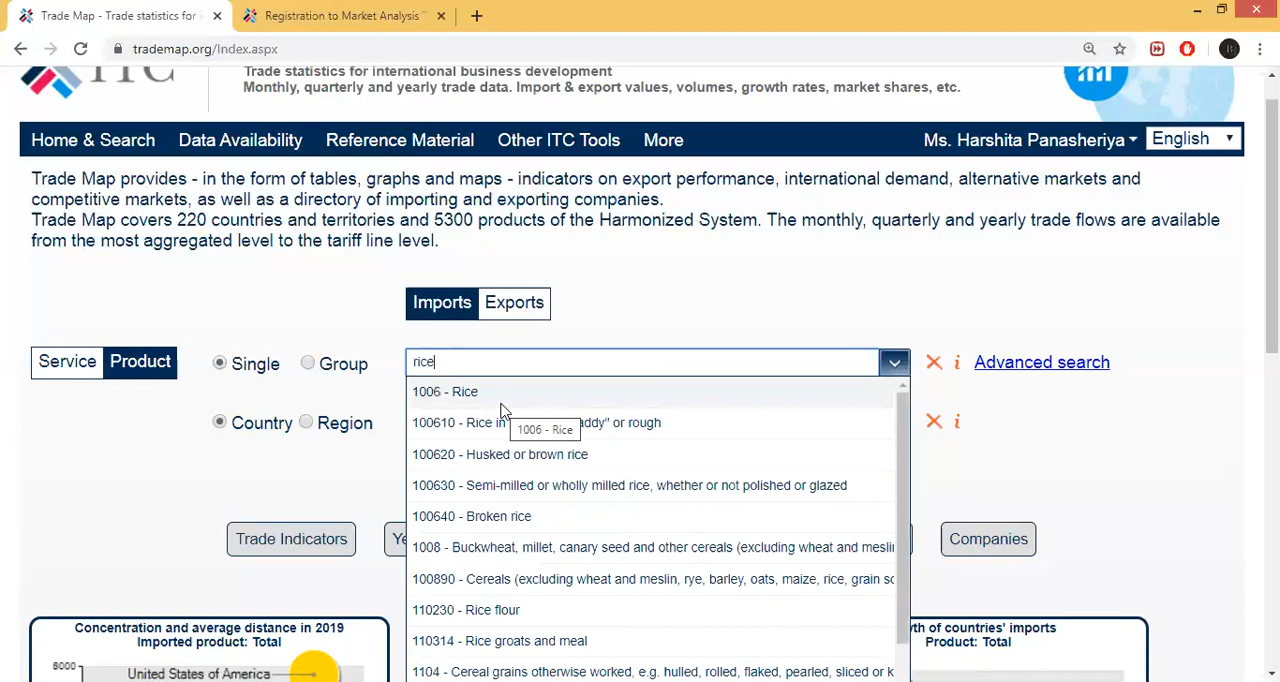 Trade Map - Trade statistics for i
Registration to Market Analysis
trademap.org/Index.aspx
ITC
Trade statistics for international business development
Monthly, quarterly and yearly trade data. Import & export values, volumes, growth rates, market shares, etc.
Home & Search Data Availability Reference Material Other ITC Tools More Ms. Harshita Panasheriya English
Trade Map provides - in the form of tables, graphs and maps - indicators on export performance, international demand, alternative markets and
competitive markets, as well as a directory of importing and exporting companies.
Trade Map covers 220 countries and territories and 5300 products of the Harmonized System. The monthly, quarterly and yearly trade flows are available
from the most aggregated level to the tariff line level.
Imports Exports
Service Product Single Group rice i Advanced search
1006 - Rice
100610 - Rice in addy" or rough
1006 - Rice
Country Region i
100620 - Husked or brown rice
100630 - Semi-milled or wholly milled rice, whether or not polished or glazed
100640 - Broken rice
Trade Indicators Ye Companies
1008 - Buckwheat, millet, canary seed and other cereals (excluding wheat and meslin
100890 - Cereals (excluding wheat and meslin, rye, barley, oats, maize, rice, grain so
110230 - Rice flour
110314 - Rice groats and meal
1104 - Cereal grains otherwise worked, e.g. hulled, rolled, flaked, pearled, sliced or k
Concentration and average distance in 2019
Imported product: Total
8000
United States of America
th of countries' imports
Product: Total